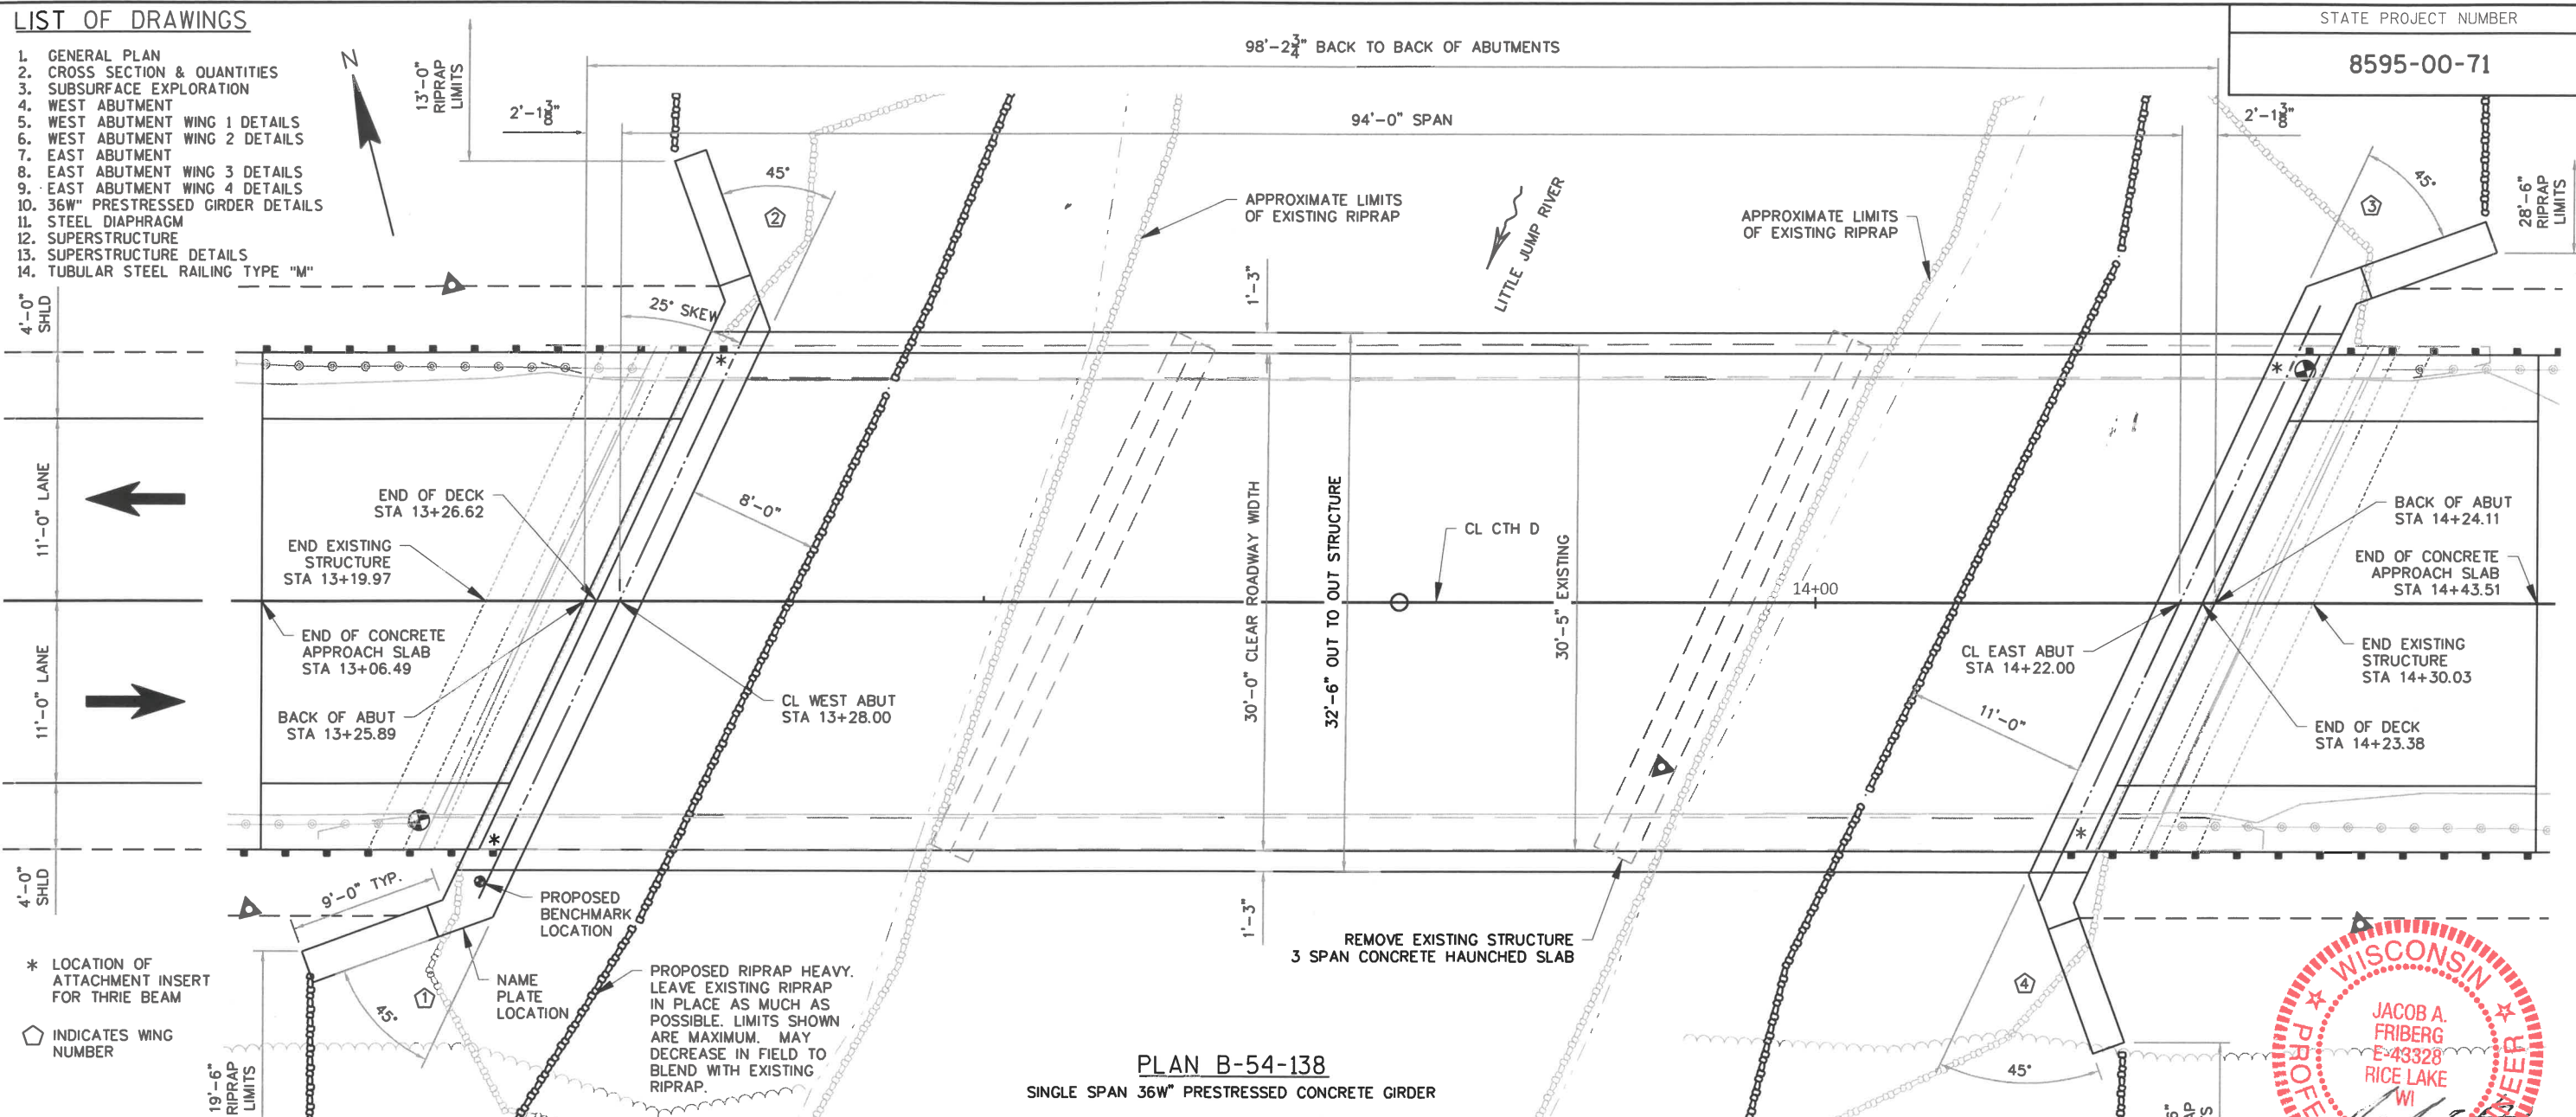 LIST OF DRAWINGS
1. GENERAL PLAN
2. CROSS SECTION & QUANTITIES
3. SUBSURFACE EXPLORATION
4. WEST ABUTMENT
5. WEST ABUTMENT WING 1 DETAILS
6. WEST ABUTMENT WING 2 DETAILS
7. EAST ABUTMENT
8. EAST ABUTMENT WING 3 DETAILS
9. EAST ABUTMENT WING 4 DETAILS
10. 36W" PRESTRESSED GIRDER DETAILS
11. STEEL DIAPHRAGM
12. SUPERSTRUCTURE
13. SUPERSTRUCTURE DETAILS
14. TUBULAR STEEL RAILING TYPE "M"
N
STATE PROJECT NUMBER
8595-00-71
98'-2¾" BACK TO BACK OF ABUTMENTS
94'-0" SPAN
2'-1⅜"
2'-1⅜"
13'-0"
RIPRAP
LIMITS
28'-6"
RIPRAP
LIMITS
45°
2
25° SKEW
APPROXIMATE LIMITS
OF EXISTING RIPRAP
LITTLE JUMP RIVER
APPROXIMATE LIMITS
OF EXISTING RIPRAP
45°
3
4'-0"
SHLD
11'-0" LANE
11'-0" LANE
4'-0"
SHLD
1'-3"
END OF DECK
STA 13+26.62
END EXISTING
STRUCTURE
STA 13+19.97
END OF CONCRETE
APPROACH SLAB
STA 13+06.49
BACK OF ABUT
STA 13+25.89
8'-0"
CL WEST ABUT
STA 13+28.00
30'-0" CLEAR ROADWAY WIDTH
32'-6" OUT TO OUT STRUCTURE
CL CTH D
30'-5" EXISTING
14+00
BACK OF ABUT
STA 14+24.11
END OF CONCRETE
APPROACH SLAB
STA 14+43.51
CL EAST ABUT
STA 14+22.00
END EXISTING
STRUCTURE
STA 14+30.03
END OF DECK
STA 14+23.38
11'-0"
9'-0" TYP.
PROPOSED
BENCHMARK
LOCATION
1'-3"
REMOVE EXISTING STRUCTURE
3 SPAN CONCRETE HAUNCHED SLAB
* LOCATION OF
ATTACHMENT INSERT
FOR THRIE BEAM
INDICATES WING
NUMBER
1
45°
NAME
PLATE
LOCATION
PROPOSED RIPRAP HEAVY.
LEAVE EXISTING RIPRAP
IN PLACE AS MUCH AS
POSSIBLE. LIMITS SHOWN
ARE MAXIMUM. MAY
DECREASE IN FIELD TO
BLEND WITH EXISTING
RIPRAP.
19'-6"
RIPRAP
LIMITS
4
45°
PLAN B-54-138
SINGLE SPAN 36W" PRESTRESSED CONCRETE GIRDER
WISCONSIN
JACOB A.
FRIBERG
E-43328
RICE LAKE
WI